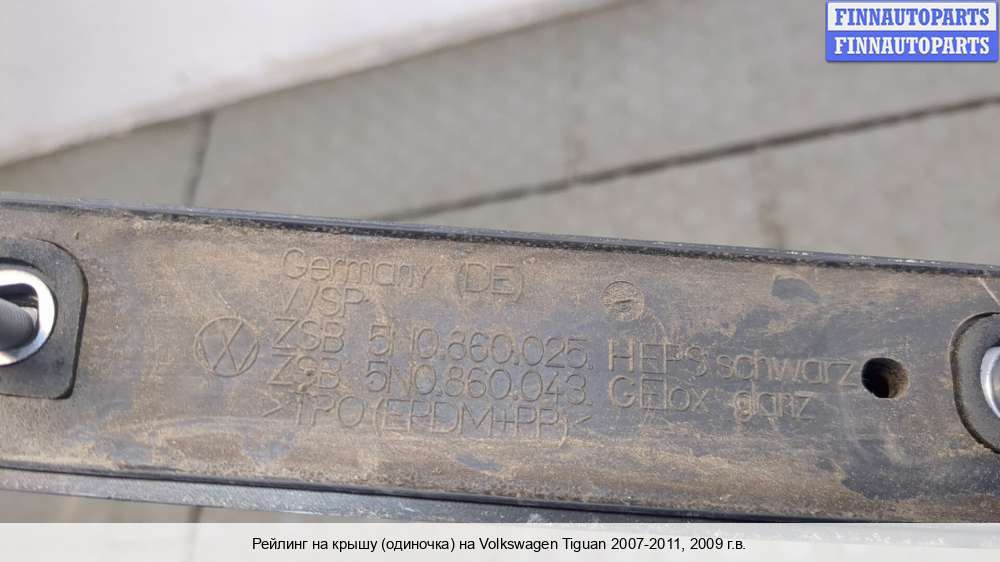 FINNAUTOPARTS
FINNAUTOPARTS
Germany (DE)
//SP
ZSB 5N0.860.025. HEPS schwarz
ZSB 5N0.860.043. GElox glanz
>TPO(EPDM+PP)<
Рейлинг на крышу (одиночка) на Volkswagen Tiguan 2007-2011, 2009 г.в.